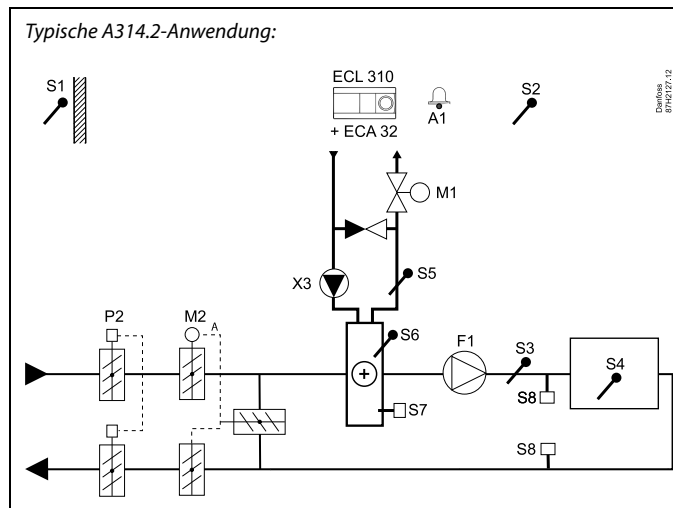 Typische A314.2-Anwendung:
S1
ECL 310
+ ECA 32
A1
S2
Danfoss
87H2127.12
M1
X3
S5
P2
M2
A
S6
F1
S3
S4
S8
S7
S8